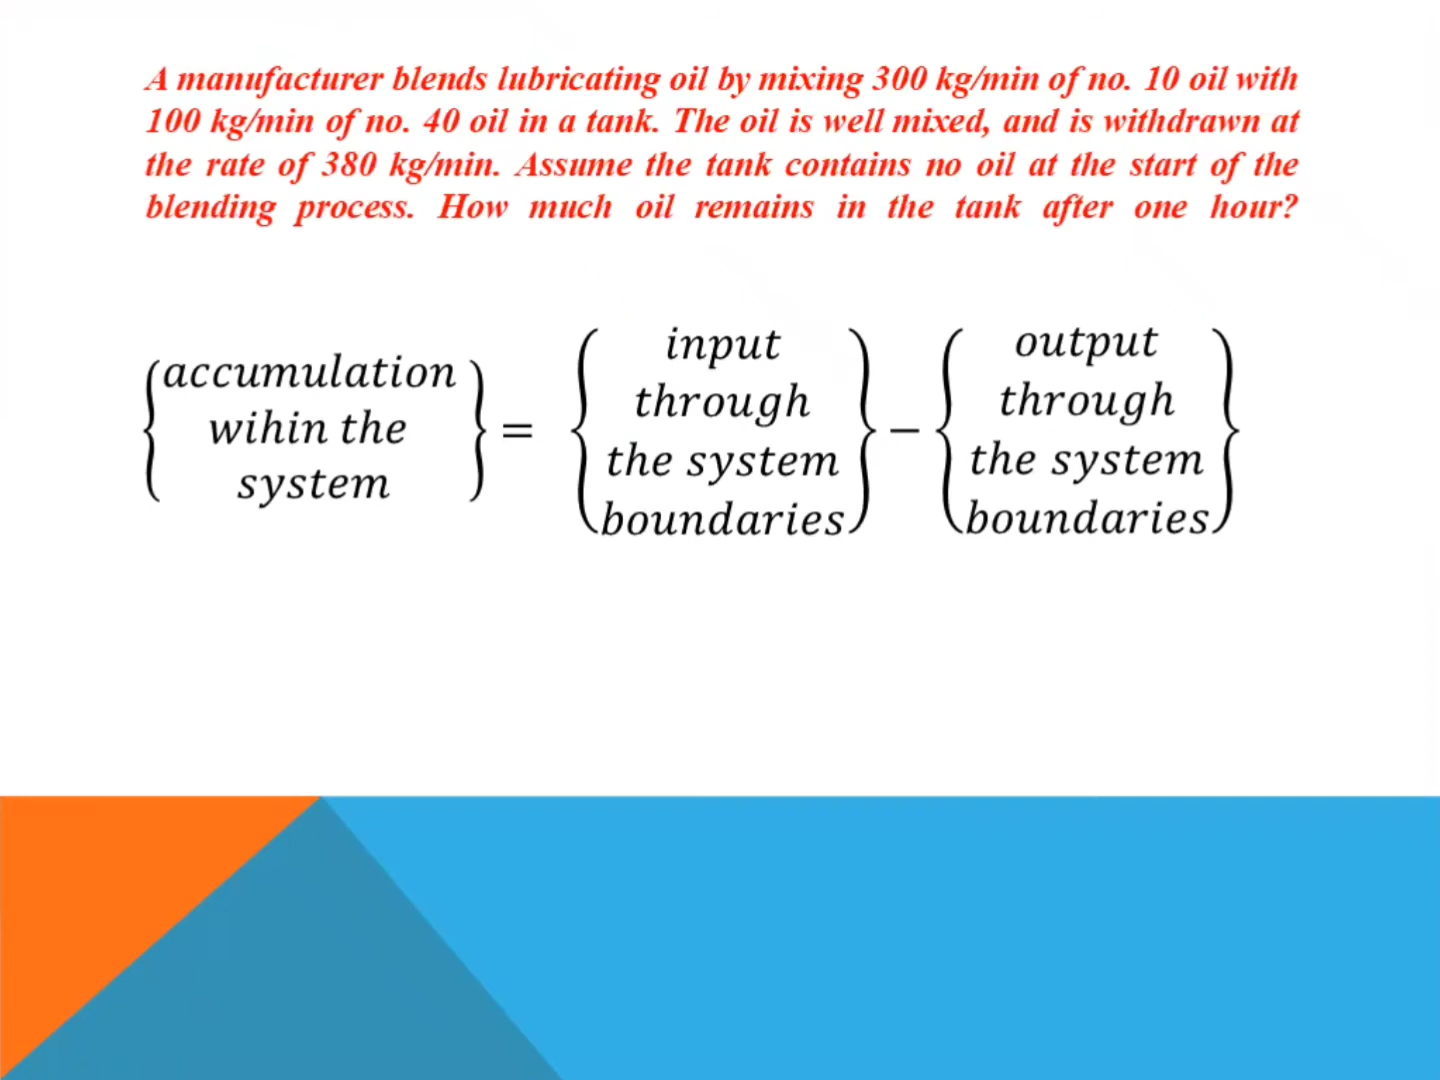 A manufacturer blends lubricating oil by mixing 300 kg/min of no. 10 oil with
100 kg/min of no. 40 oil in a tank. The oil is well mixed, and is withdrawn at
the rate of 380 kg/min. Assume the tank contains no oil at the start of the
blending process. How much oil remains in the tank after one hour?
{accumulation wihin the system} = {input through the system boundaries} − {output through the system boundaries}